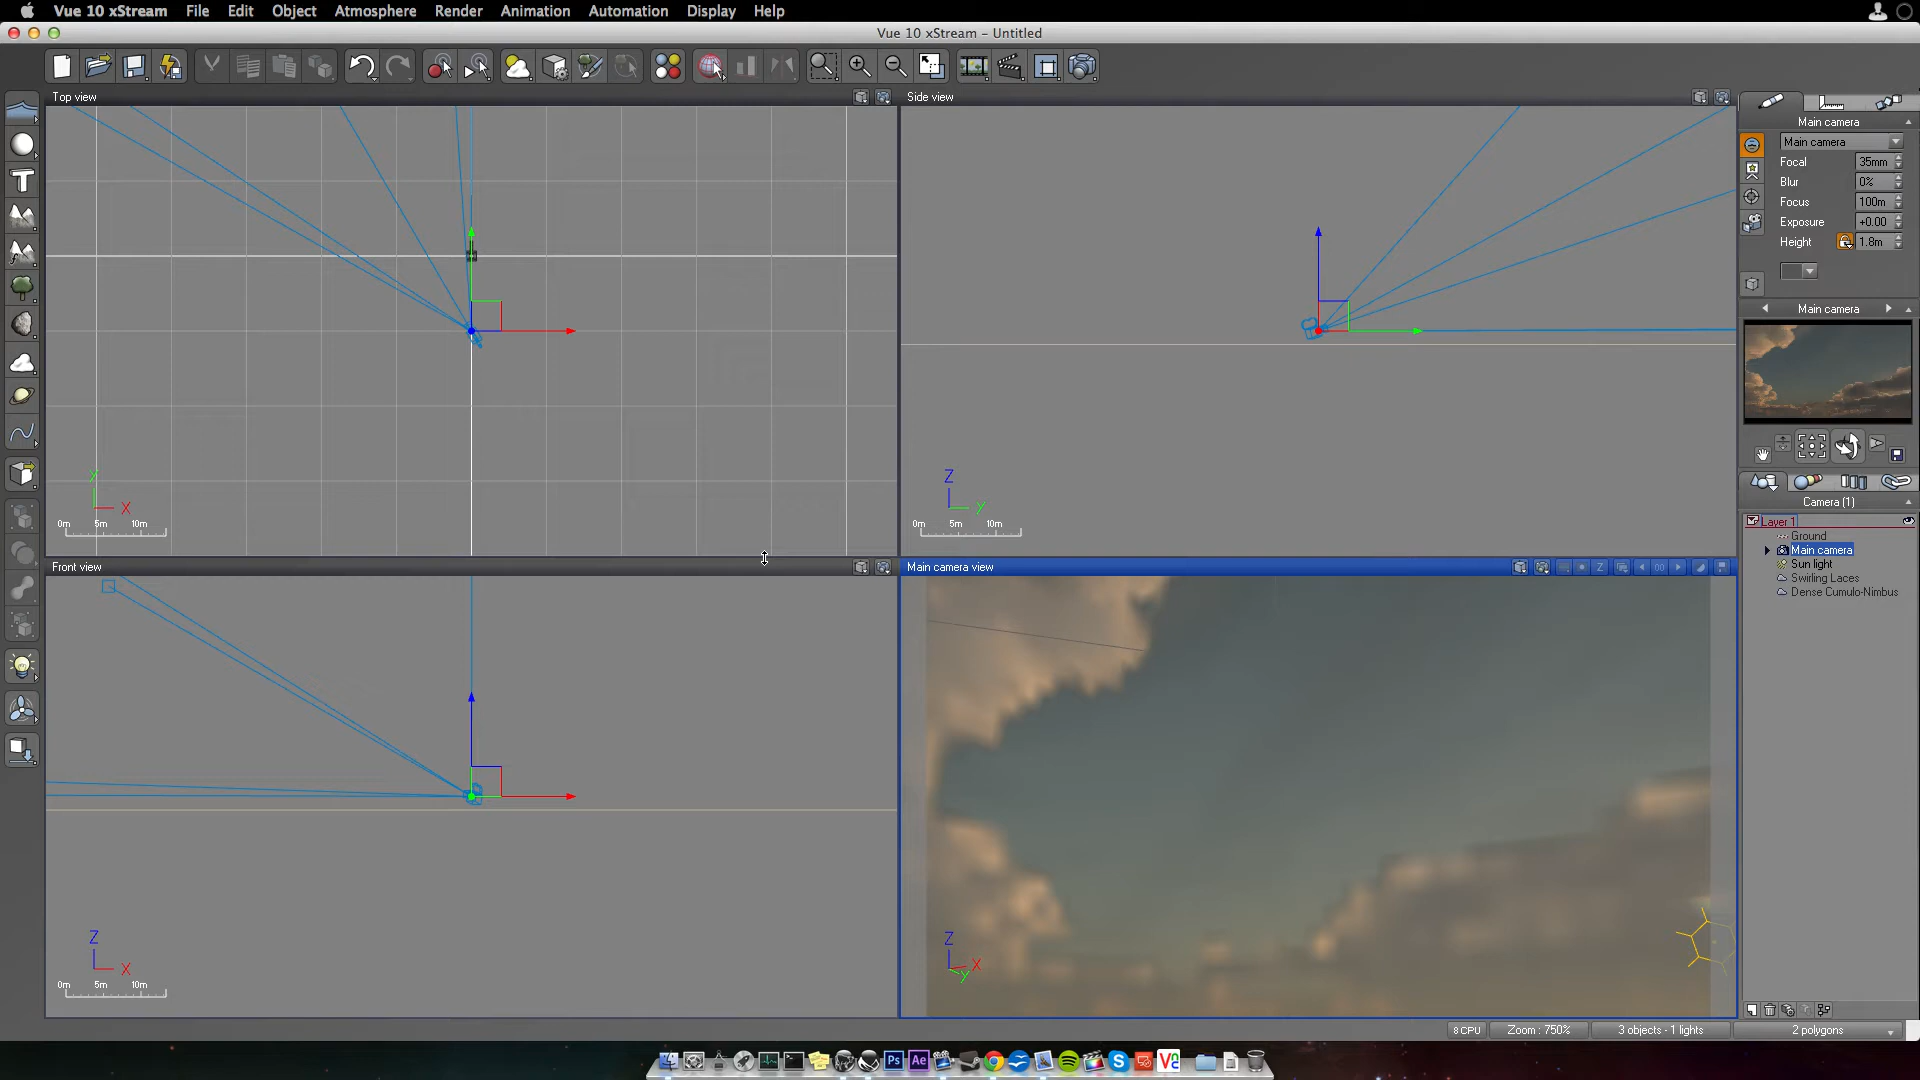 Vue 10 xStream File Edit Object Atmosphere Render Animation Automation Display Help
Vue 10 xStream - Untitled
Top view
Side view
Main camera
Main camera
Focal 35mm
Blur 0%
Focus 100m
Exposure +0.00
Height 1.8m
Main camera
Y
X
0m 5m 10m
Z
Y
0m 5m 10m
Camera (1)
Layer 1
Ground
Main camera
Sun light
Swirling Laces
Dense Cumulo-Nimbus
Front view
Main camera view
Z
X
0m 5m 10m
Z
X
Y
8 CPU Zoom : 750% 3 objects - 1 lights 2 polygons
Ps Ae